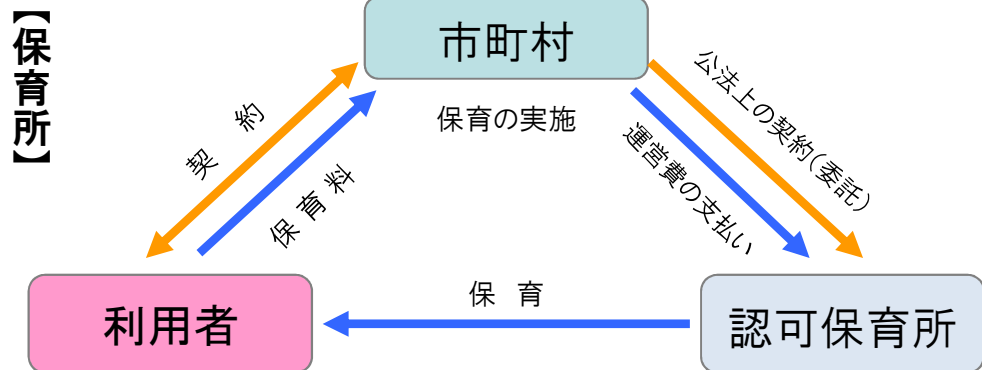 【保育所】
市町村
保育の実施
契約
保育料
公法上の契約（委託）
運営費の支払い
保育
利用者
認可保育所